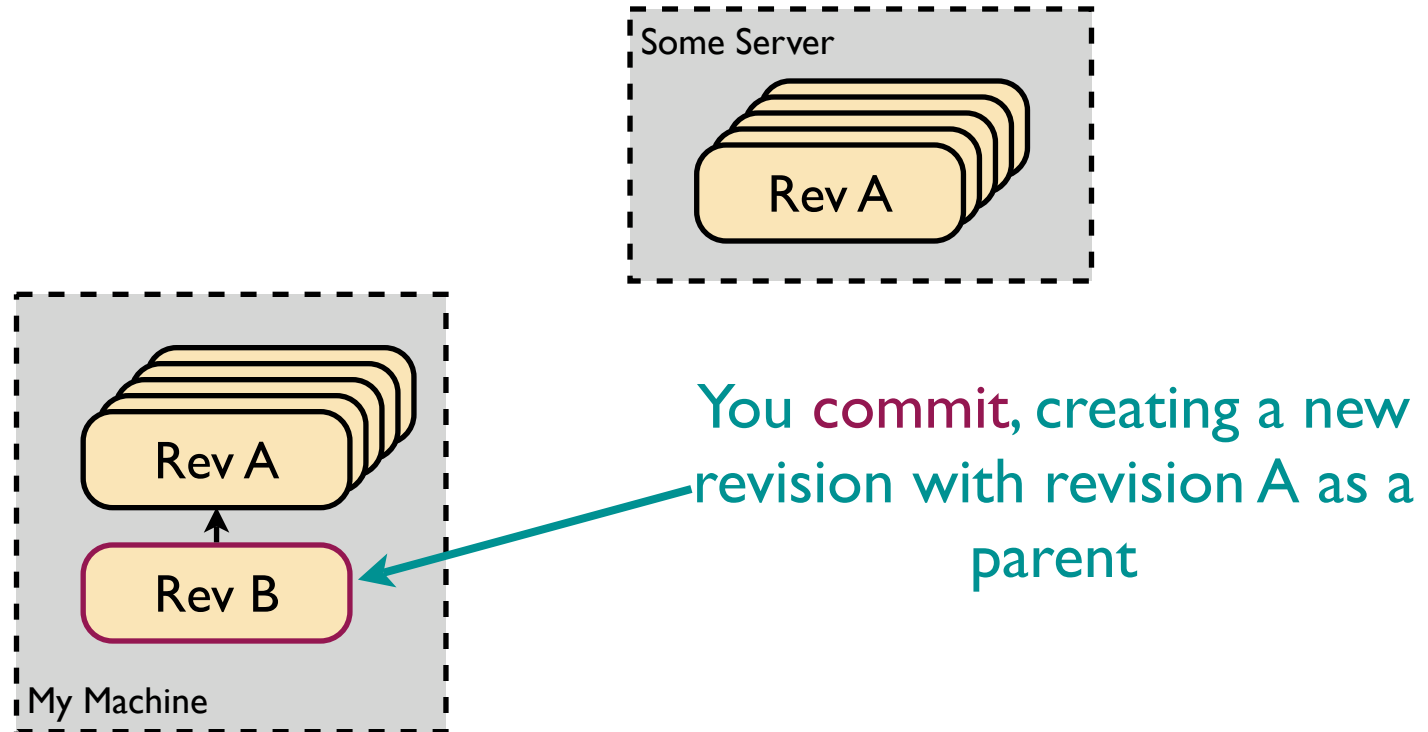 Some Server
Rev A
Rev A
Rev B
My Machine
You commit, creating a new
revision with revision A as a
parent